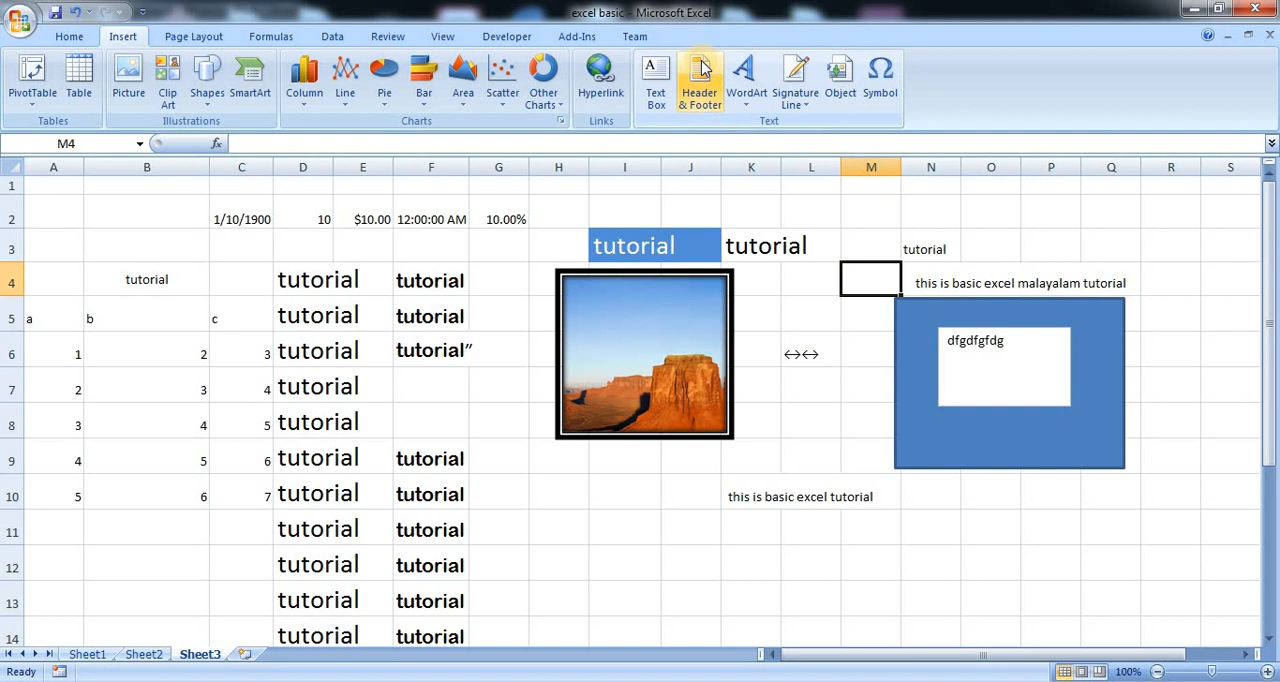 excel basic - Microsoft Excel
Home Insert Page Layout Formulas Data Review View Developer Add-Ins Team
PivotTable Table Picture Clip Art Shapes SmartArt Column Line Pie Bar Area Scatter Other Charts Hyperlink Text Box Header & Footer WordArt Signature Line Object Symbol
Tables Illustrations Charts Links Text
M4 fx
A B C D E F G H I J K L M N O P Q R S
1
2 1/10/1900 10 $10.00 12:00:00 AM 10.00%
3 tutorial tutorial tutorial
4 tutorial tutorial tutorial this is basic excel malayalam tutorial
5 a b c tutorial tutorial
dfgdfgfdg
6 1 2 3 tutorial tutorial” ↔↔
7 2 3 4 tutorial
8 3 4 5 tutorial
9 4 5 6 tutorial tutorial
10 5 6 7 tutorial tutorial this is basic excel tutorial
11 tutorial tutorial
12 tutorial tutorial
13 tutorial tutorial
14 tutorial tutorial
Sheet1 Sheet2 Sheet3
Ready 100%